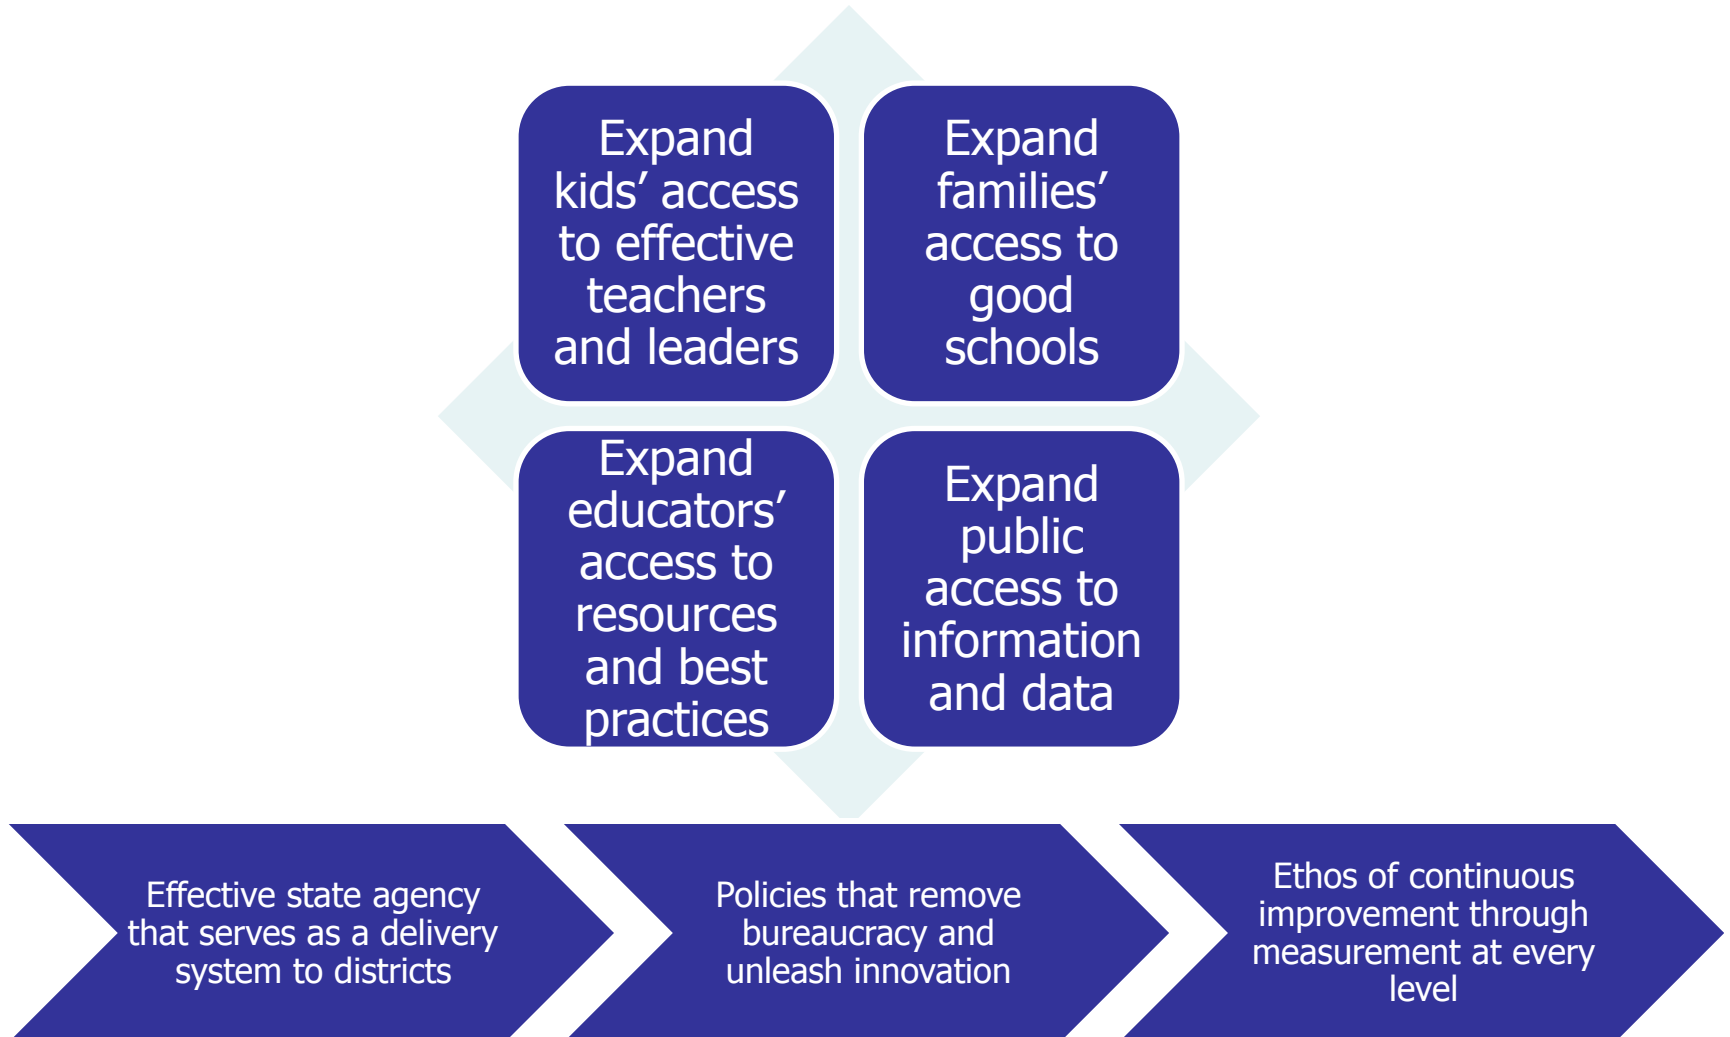 Expand
kids’ access
to effective
teachers
and leaders
Expand
families’
access to
good
schools
Expand
educators’
access to
resources
and best
practices
Expand
public
access to
information
and data
Effective state agency
that serves as a delivery
system to districts
Policies that remove
bureaucracy and
unleash innovation
Ethos of continuous
improvement through
measurement at every
level